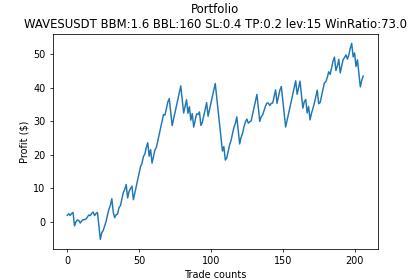 Portfolio
WAVESUSDT BBM:1.6 BBL:160 SL:0.4 TP:0.2 lev:15 WinRatio:73.0
Profit ($)
50
40
30
20
10
0
0 50 100 150 200
Trade counts